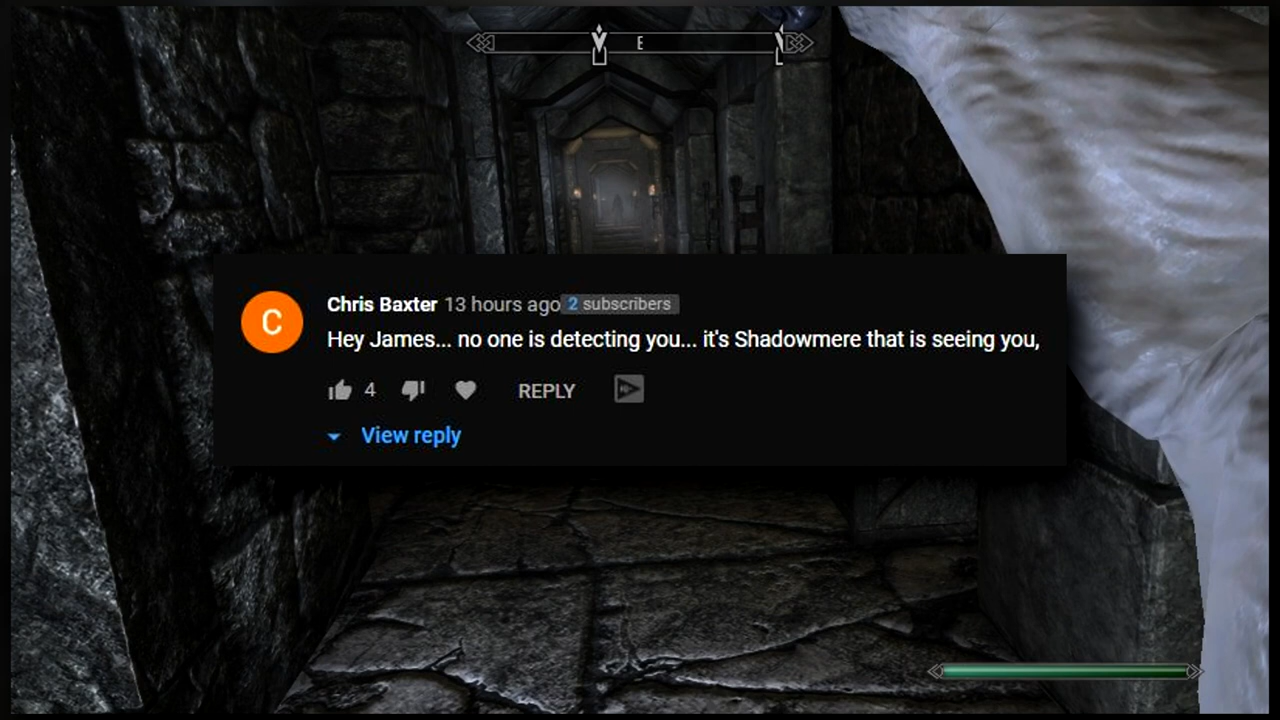 E
C
Chris Baxter 13 hours ago 2 subscribers
Hey James... no one is detecting you... it's Shadowmere that is seeing you,
4 REPLY
View reply